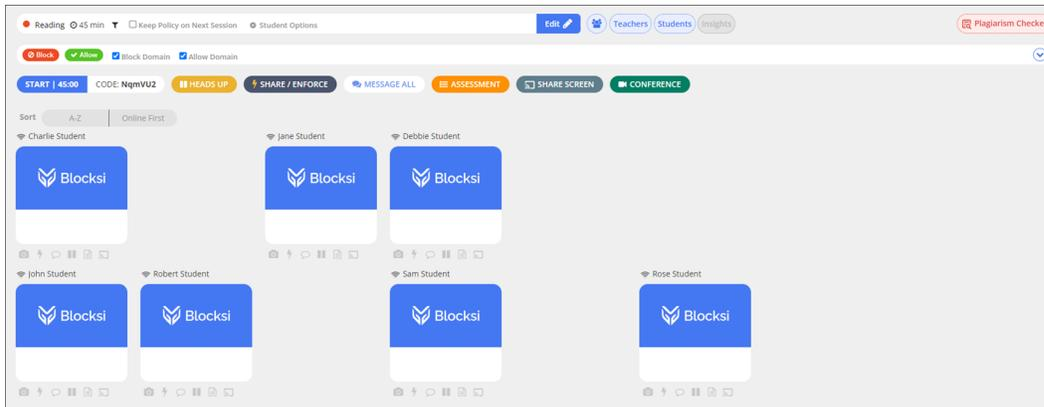 Reading 45 min Keep Policy on Next Session Student Options Edit Teachers Students Insights Plagiarism Checke
Block Allow Block Domain Allow Domain
START | 45:00 CODE: NqmVU2 HEADS UP SHARE / ENFORCE MESSAGE ALL ASSESSMENT SHARE SCREEN CONFERENCE
Sort A-Z Online First
Charlie Student Jane Student Debbie Student
Blocksi Blocksi Blocksi
John Student Robert Student Sam Student Rose Student
Blocksi Blocksi Blocksi Blocksi